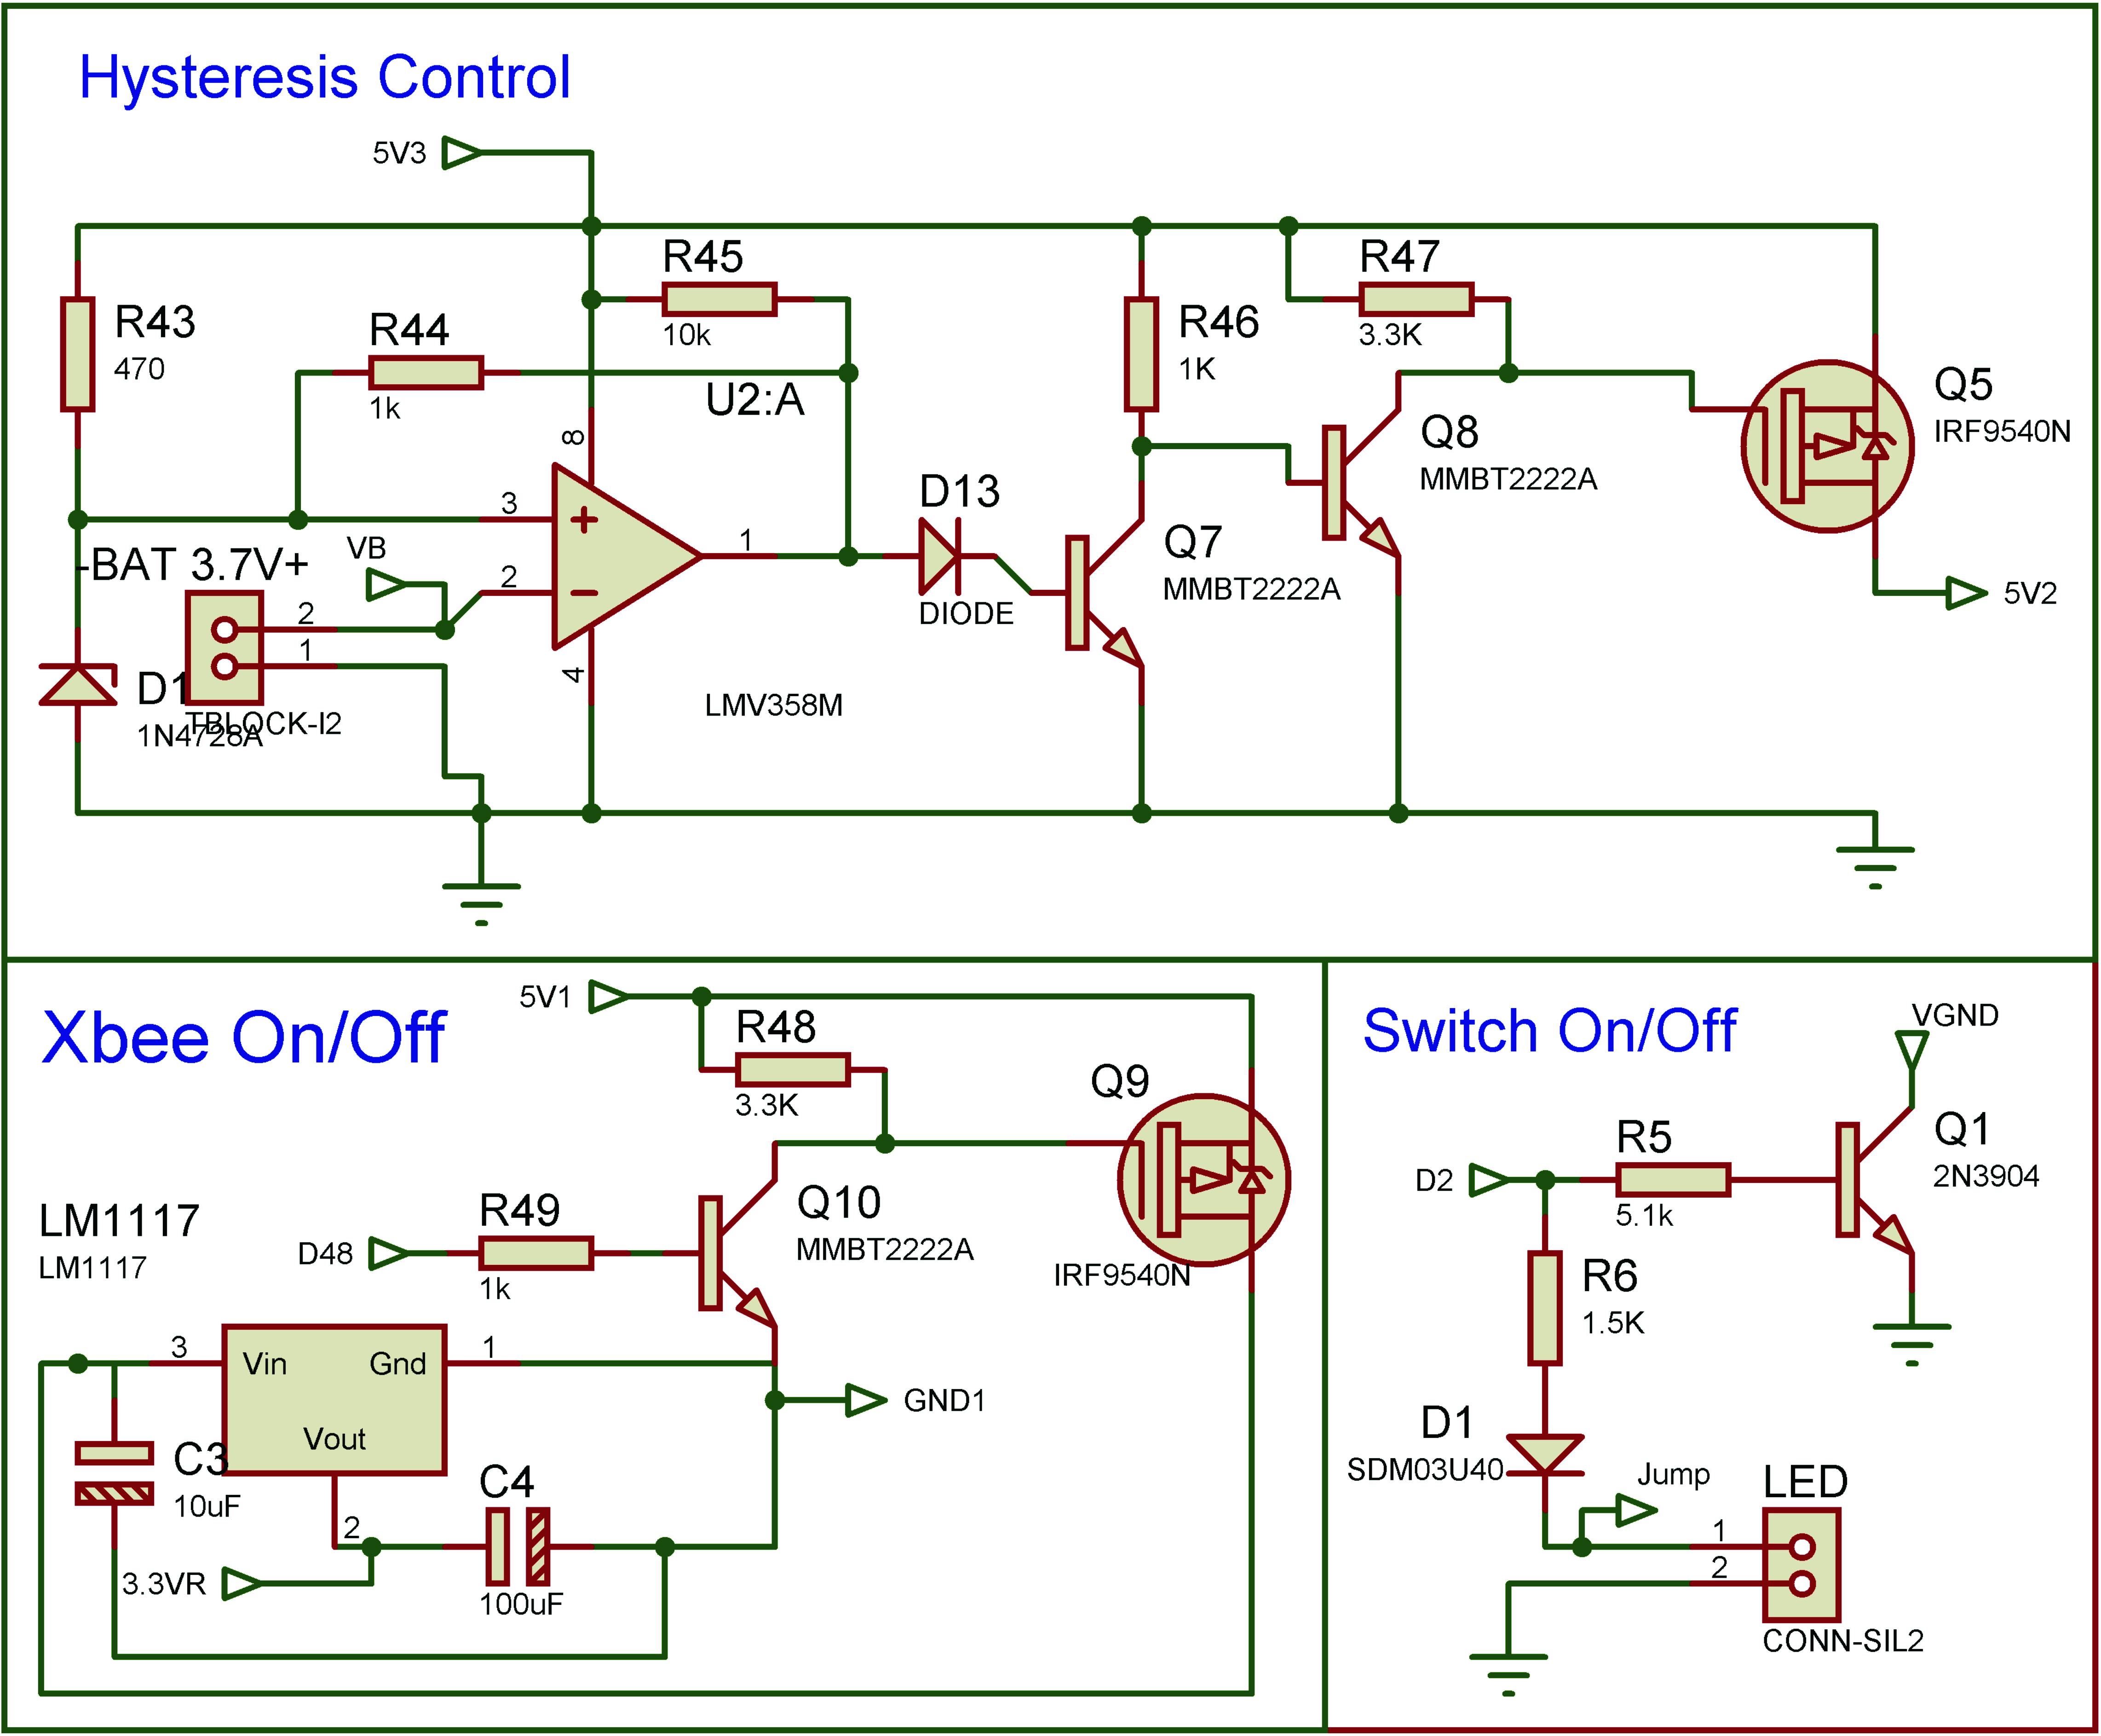 Hysteresis Control
5V3
R43
470
R44
1k
R45
10k
U2:A
8
3
2
1
4
LMV358M
-BAT 3.7V+
VB
2
1
TBLOCK-I2
D1
1N4728A
D13
DIODE
R46
1K
Q7
MMBT2222A
R47
3.3K
Q8
MMBT2222A
Q5
IRF9540N
5V2
Xbee On/Off
5V1
R48
3.3K
Q9
IRF9540N
LM1117
LM1117
D48
R49
1k
Q10
MMBT2222A
3
Vin
Gnd
1
Vout
2
GND1
C3
10uF
C4
100uF
3.3VR
Switch On/Off
VGND
D2
R5
5.1k
Q1
2N3904
R6
1.5K
D1
SDM03U40
Jump
LED
1
2
CONN-SIL2